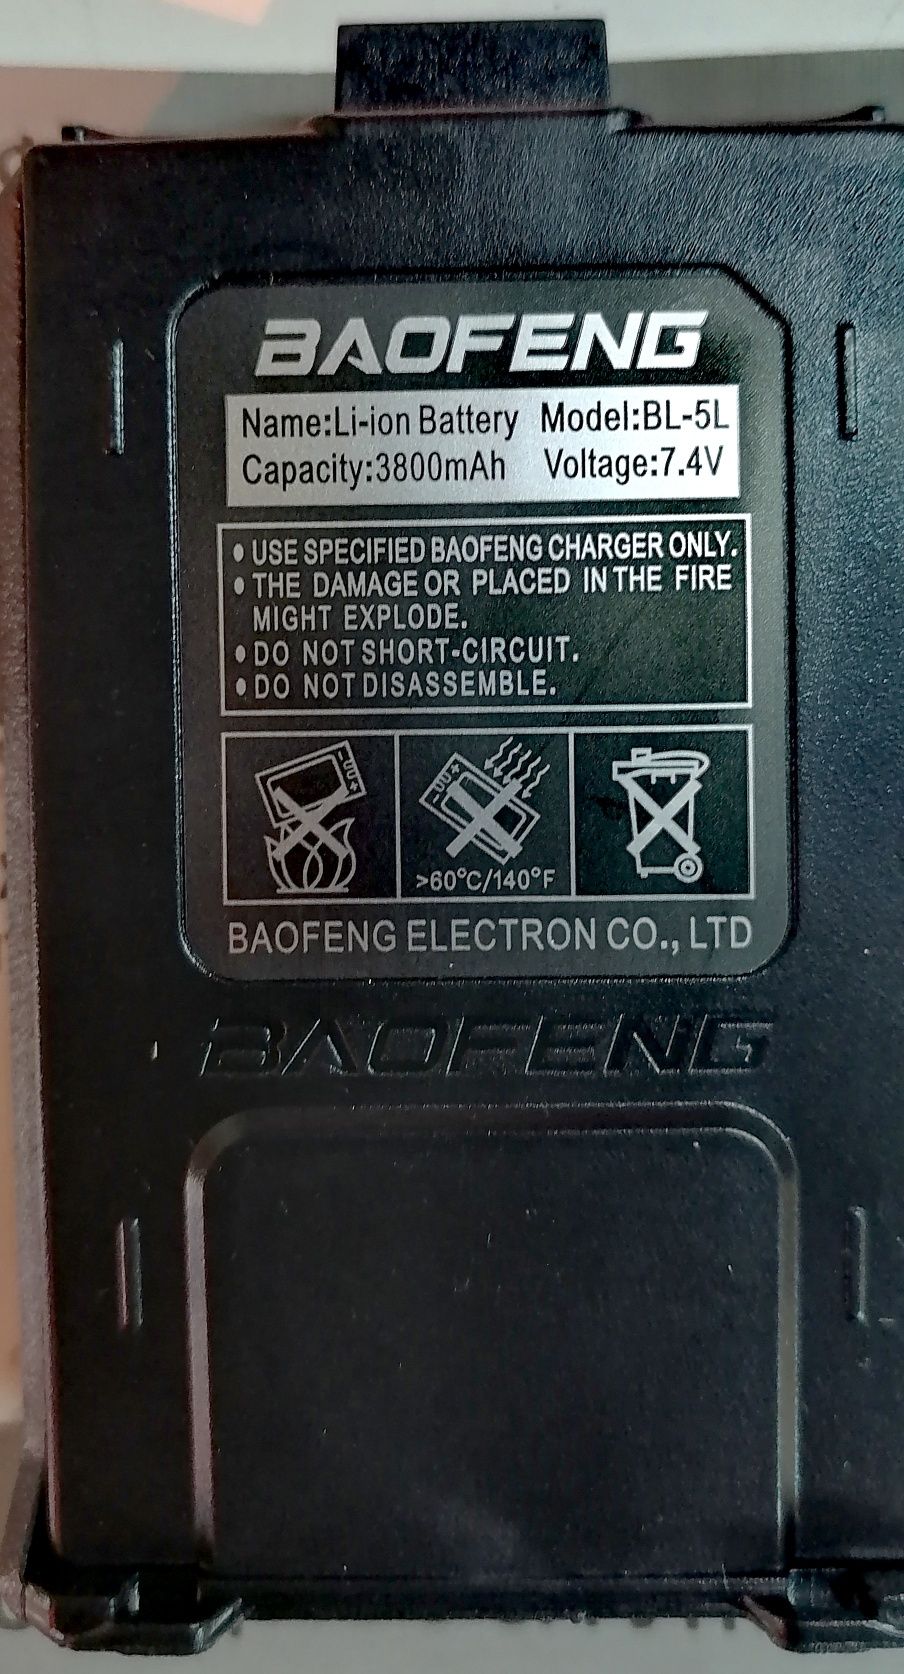 BAOFENG
Name:Li-ion Battery Model:BL-5L
Capacity:3800mAh Voltage:7.4V
• USE SPECIFIED BAOFENG CHARGER ONLY.
• THE DAMAGE OR PLACED IN THE FIRE
MIGHT EXPLODE.
• DO NOT SHORT-CIRCUIT.
• DO NOT DISASSEMBLE.
- +
- +
>60°C/140°F
BAOFENG ELECTRON CO., LTD
BAOFENG